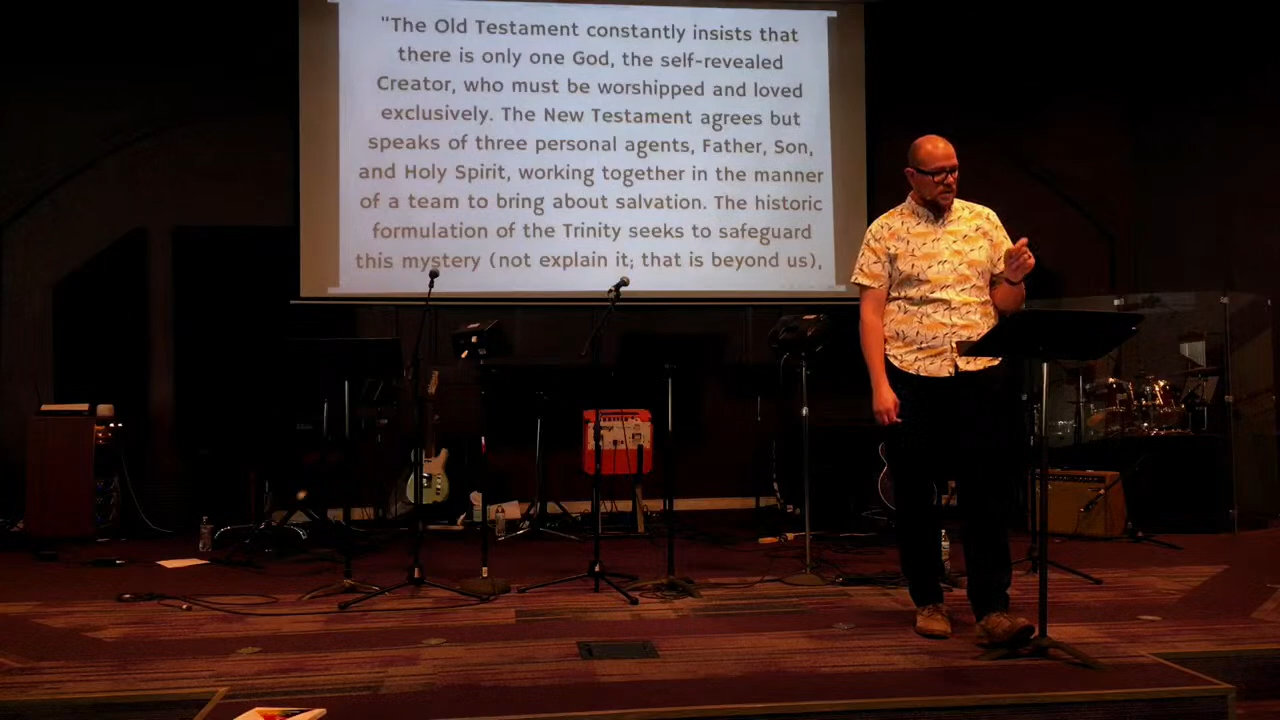 "The Old Testament constantly insists that
there is only one God, the self-revealed
Creator, who must be worshipped and loved
exclusively. The New Testament agrees but
speaks of three personal agents, Father, Son,
and Holy Spirit, working together in the manner
of a team to bring about salvation. The historic
formulation of the Trinity seeks to safeguard
this mystery (not explain it; that is beyond us),